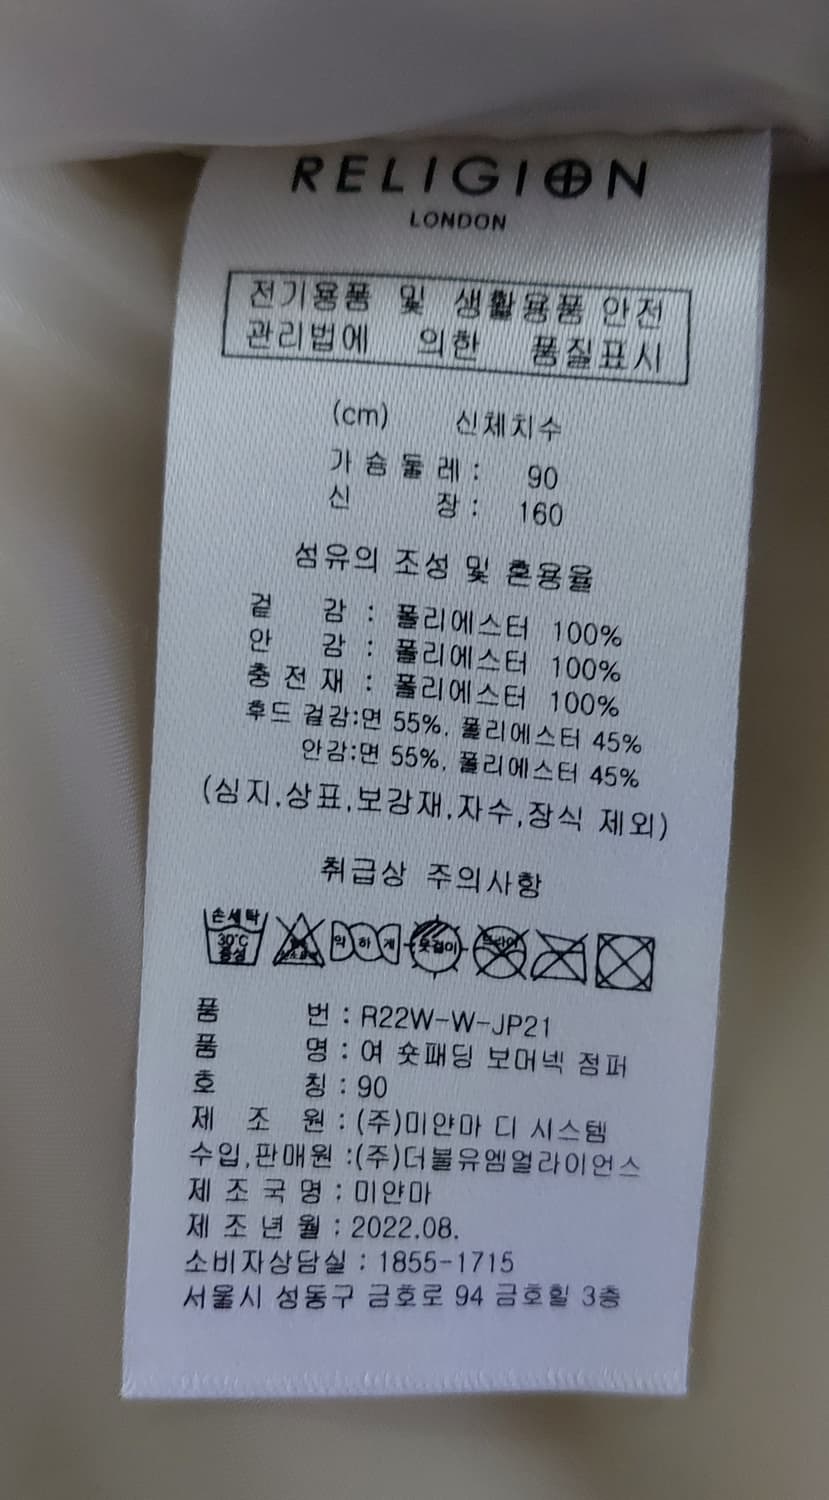 RELIGION
LONDON
전기용품 및 생활용품 안전
관리법에 의한 품질표시
(cm) 신체치수
가슴둘레: 90
신 장: 160
섬유의 조성 및 혼용율
겉 감 : 폴리에스터 100%
안 감 : 폴리에스터 100%
충전재 : 폴리에스터 100%
후드 겉감:면 55%, 폴리에스터 45%
안감:면 55%, 폴리에스터 45%
(심지,상표,보강재,자수,장식 제외)
취급상 주의사항
손세탁 30℃ 중성 약하게 옷걸이 드라이
품 번 : R22W-W-JP21
품 명 : 여 숏패딩 보머넥 점퍼
호 칭 : 90
제 조 원 : (주)미얀마 디 시스템
수입,판매원 :(주)더블유엠얼라이언스
제 조 국 명 : 미얀마
제 조 년 월 : 2022.08.
소비자상담실 : 1855-1715
서울시 성동구 금호로 94 금호힐 3층